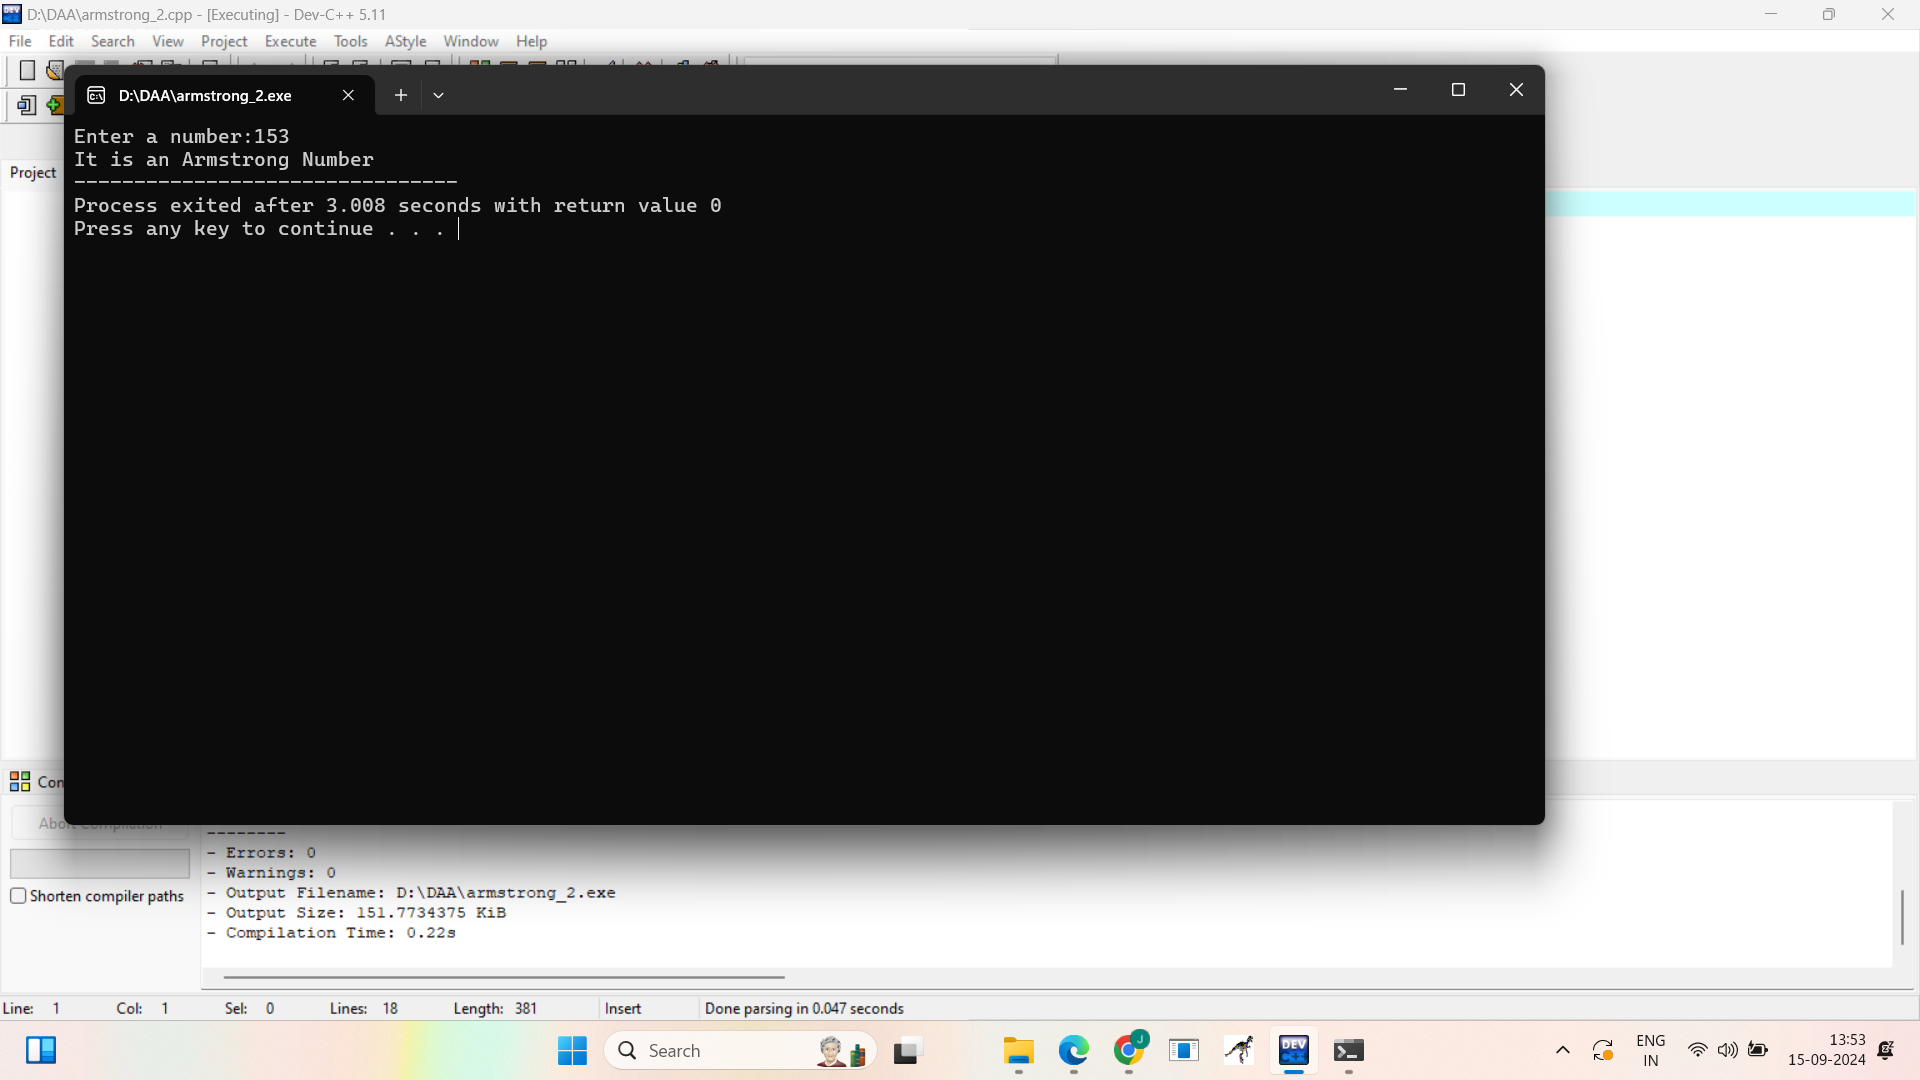 D:\DAA\armstrong_2.cpp - [Executing] - Dev-C++ 5.11
File Edit Search View Project Execute Tools AStyle Window Help
D:\DAA\armstrong_2.exe
Enter a number:153
It is an Armstrong Number
--------------------------------
Process exited after 3.008 seconds with return value 0
Press any key to continue . . .
Project
Abort Compilation
Shorten compiler paths
--------
- Errors: 0
- Warnings: 0
- Output Filename: D:\DAA\armstrong_2.exe
- Output Size: 151.7734375 KiB
- Compilation Time: 0.22s
Line: 1 Col: 1 Sel: 0 Lines: 18 Length: 381 Insert Done parsing in 0.047 seconds
Search
J
DEV C++
ENG
IN
13:53
15-09-2024